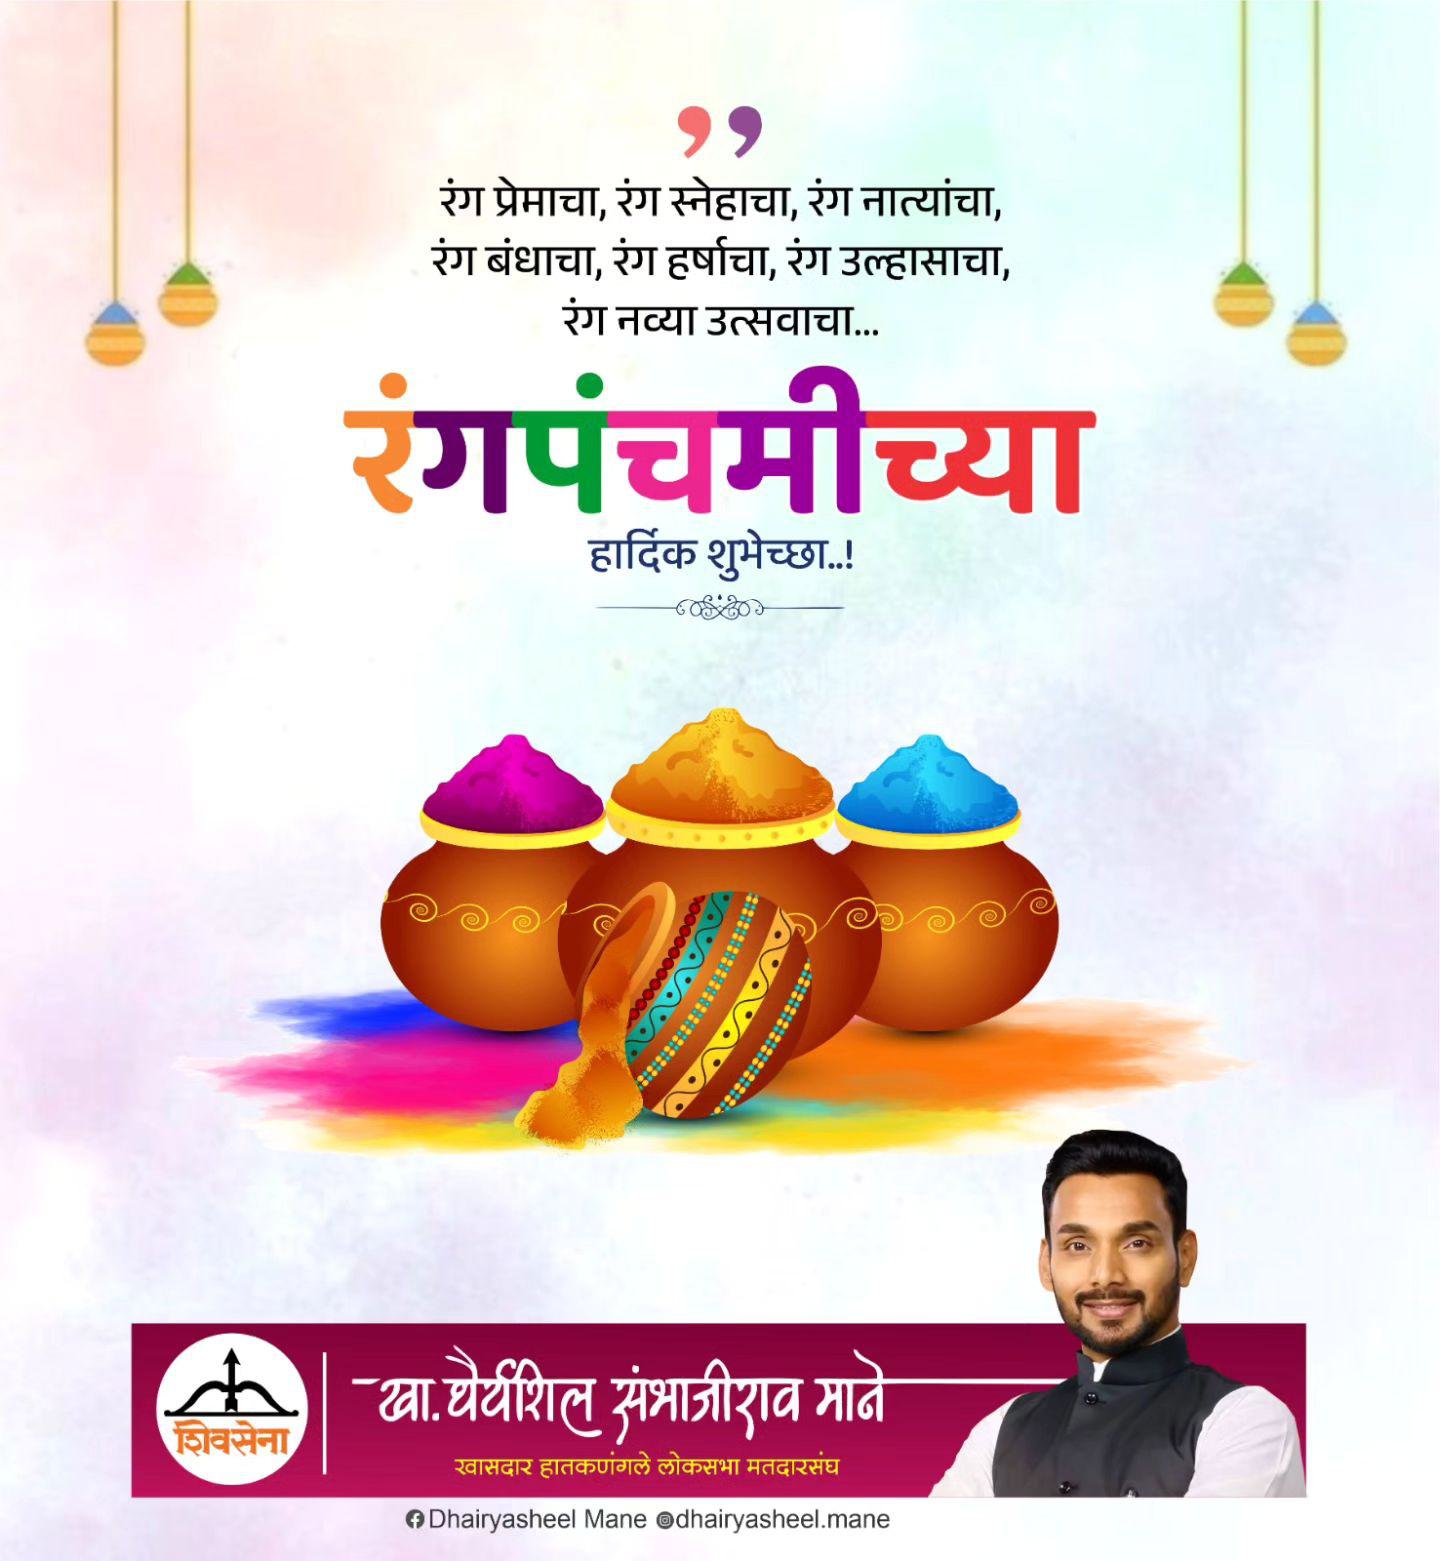 रंग प्रेमाचा, रंग स्नेहाचा, रंग नात्यांचा,
रंग बंधाचा, रंग हर्षाचा, रंग उल्हासाचा,
रंग नव्या उत्सवाचा...
रंगपंचमीच्या
हार्दिक शुभेच्छा..!
शिवसेना
खा. धैर्यशिल संभाजीराव माने
खासदार हातकणंगले लोकसभा मतदारसंघ
Dhairyasheel Mane @dhairyasheel.mane